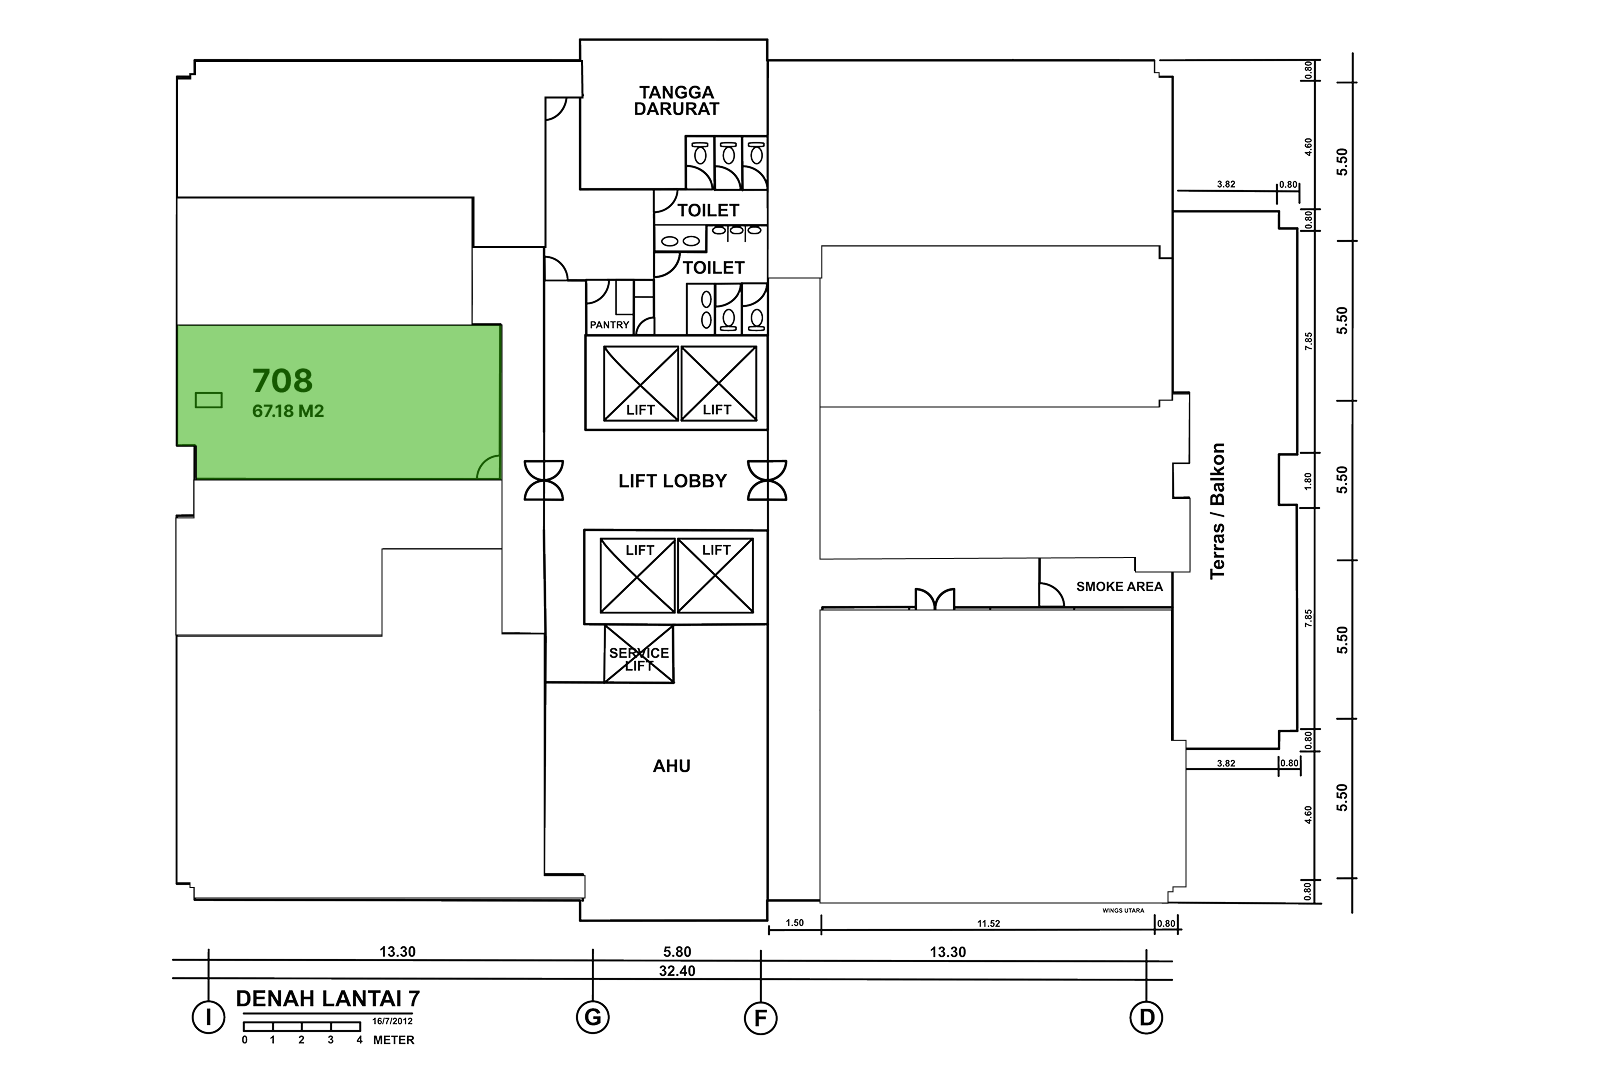 TANGGA
DARURAT
TOILET
TOILET
PANTRY
708
67.18 M2
LIFT
LIFT
LIFT LOBBY
LIFT
LIFT
SERVICE
LIFT
AHU
SMOKE AREA
Terras / Balkon
WINGS UTARA
3.82
0.80
3.82
0.80
0.80
4.60
0.80
7.85
1.80
7.85
0.80
4.60
0.80
5.50
5.50
5.50
5.50
5.50
1.50
11.52
0.80
13.30
5.80
13.30
32.40
I
G
F
D
DENAH LANTAI 7
16/7/2012
0 1 2 3 4 METER